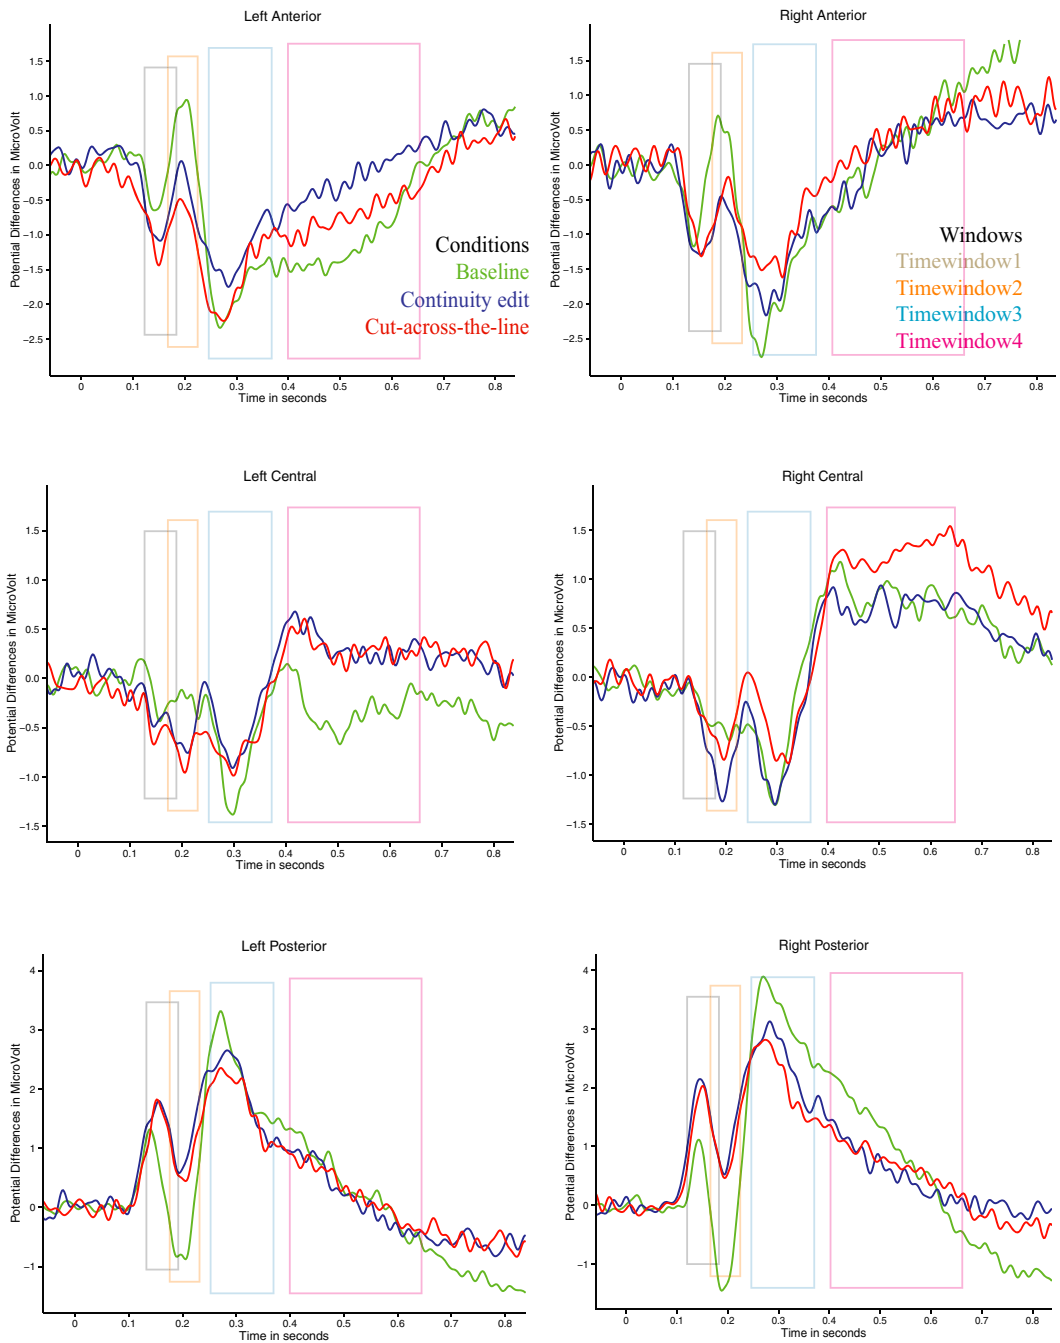 Left Anterior
Potential Differences in MicroVolt
1.5
1.0
0.5
0.0
−0.5
−1.0
−1.5
−2.0
−2.5
Conditions
Baseline
Continuity edit
Cut-across-the-line
0 0.1 0.2 0.3 0.4 0.5 0.6 0.7 0.8
Time in seconds
Right Anterior
Potential Differences in MicroVolt
1.5
1.0
0.5
0.0
−0.5
−1.0
−1.5
−2.0
−2.5
Windows
Timewindow1
Timewindow2
Timewindow3
Timewindow4
0 0.1 0.2 0.3 0.4 0.5 0.6 0.7 0.8
Time in seconds
Left Central
Potential Differences in MicroVolt
1.5
1.0
0.5
0.0
−0.5
−1.0
−1.5
0 0.1 0.2 0.3 0.4 0.5 0.6 0.7 0.8
Time in seconds
Right Central
Potential Differences in MicroVolt
1.5
1.0
0.5
0.0
−0.5
−1.0
−1.5
0 0.1 0.2 0.3 0.4 0.5 0.6 0.7 0.8
Time in seconds
Left Posterior
Potential Differences in MicroVolt
4
3
2
1
0
−1
0 0.1 0.2 0.3 0.4 0.5 0.6 0.7 0.8
Time in seconds
Right Posterior
Potential Differences in MicroVolt
4
3
2
1
0
−1
0 0.1 0.2 0.3 0.4 0.5 0.6 0.7 0.8
Time in seconds